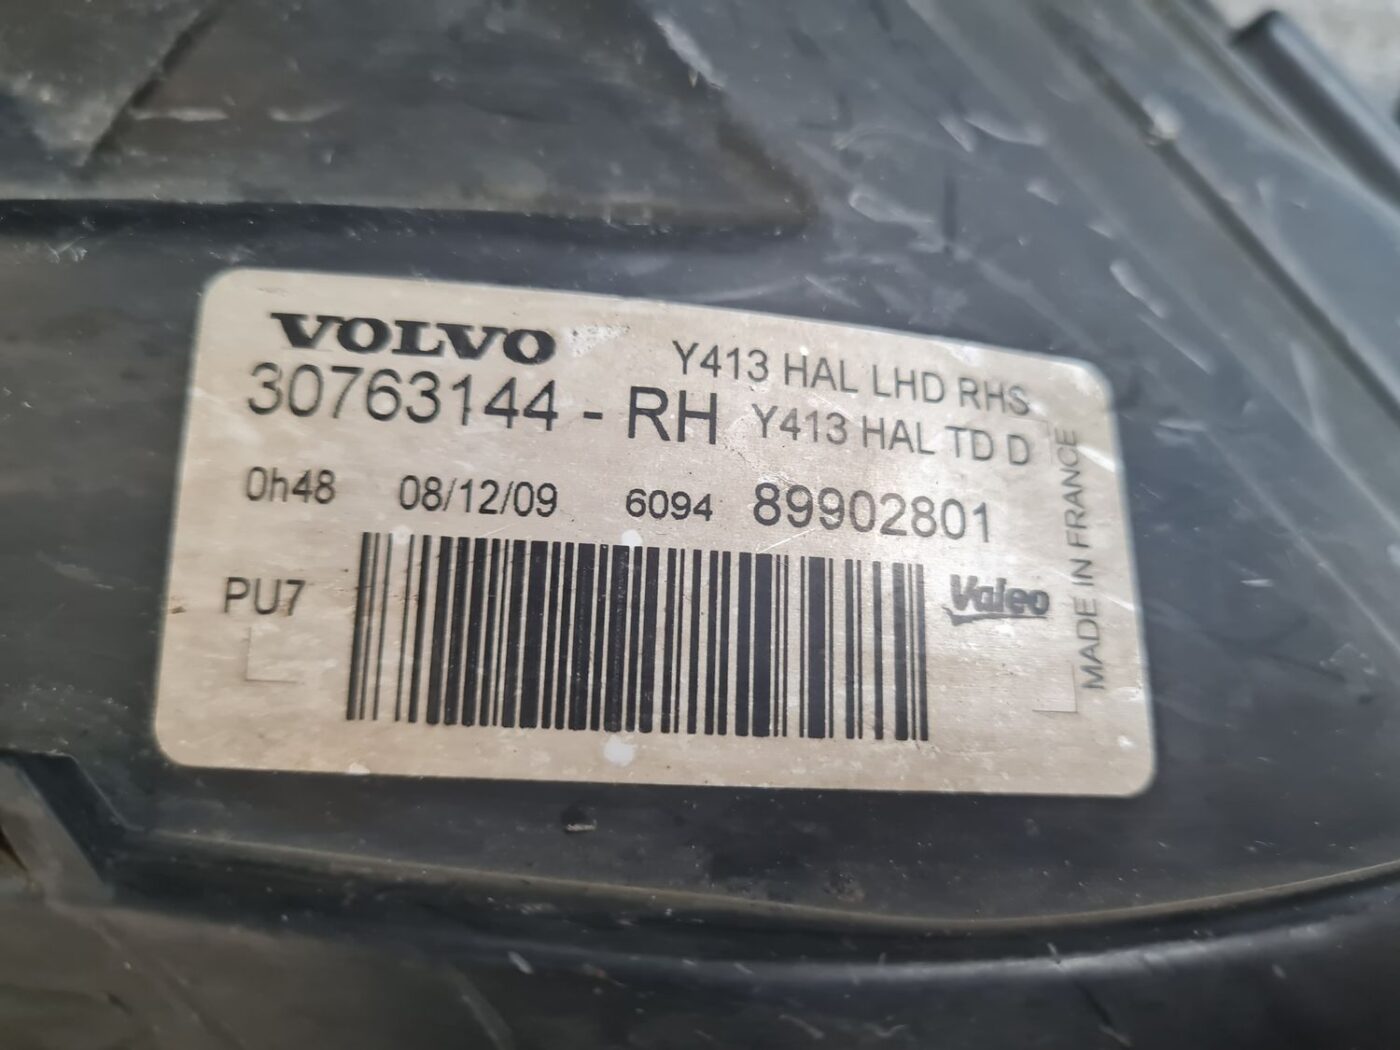 VOLVO
Y413 HAL LHD RHS
30763144 - RH
Y413 HAL TD D
0h48 08/12/09 6094 89902801
PU7
Valeo
MADE IN FRANCE